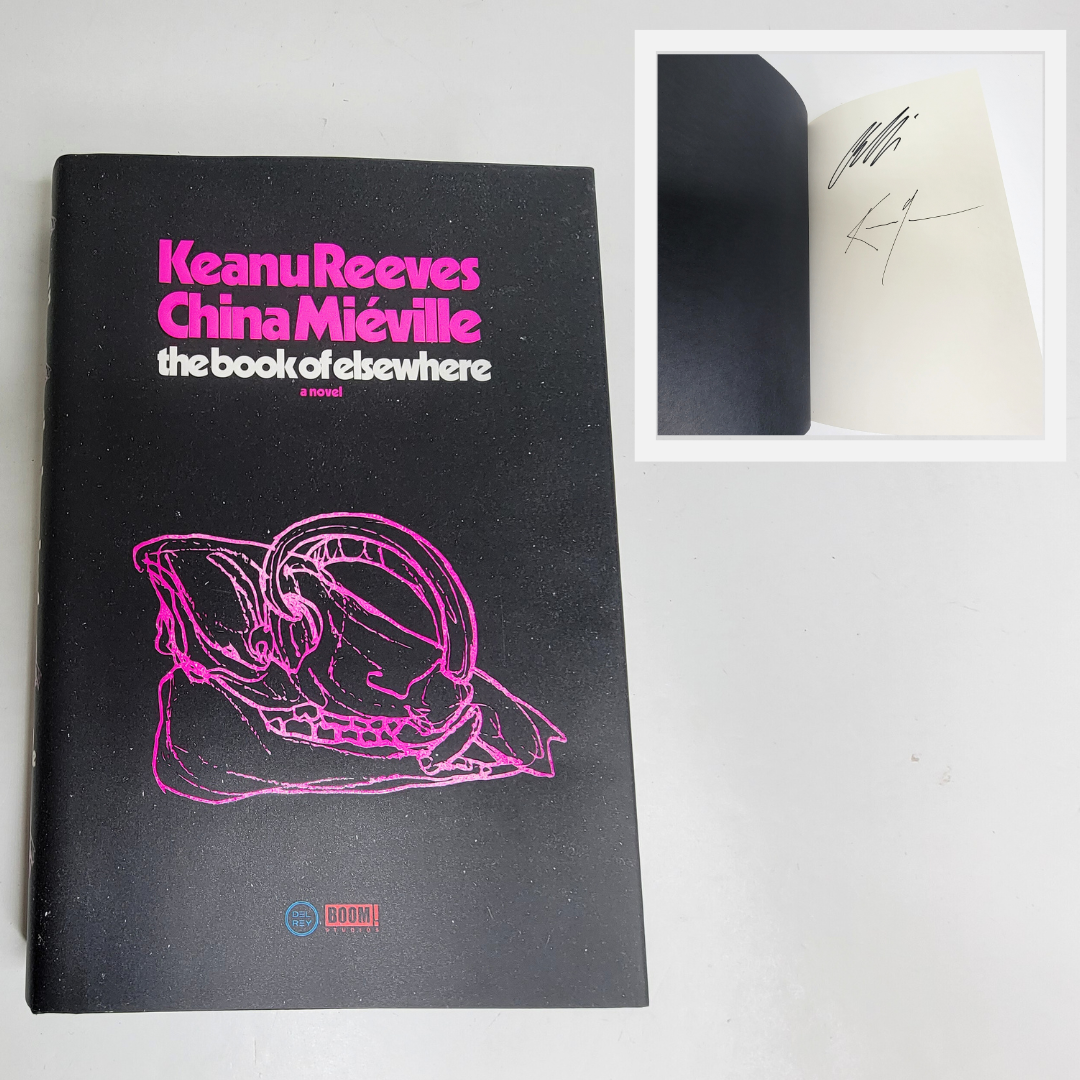 Keanu Reeves
China Miéville
the book of elsewhere
a novel
DEL
REY
BOOM!
STUDIOS